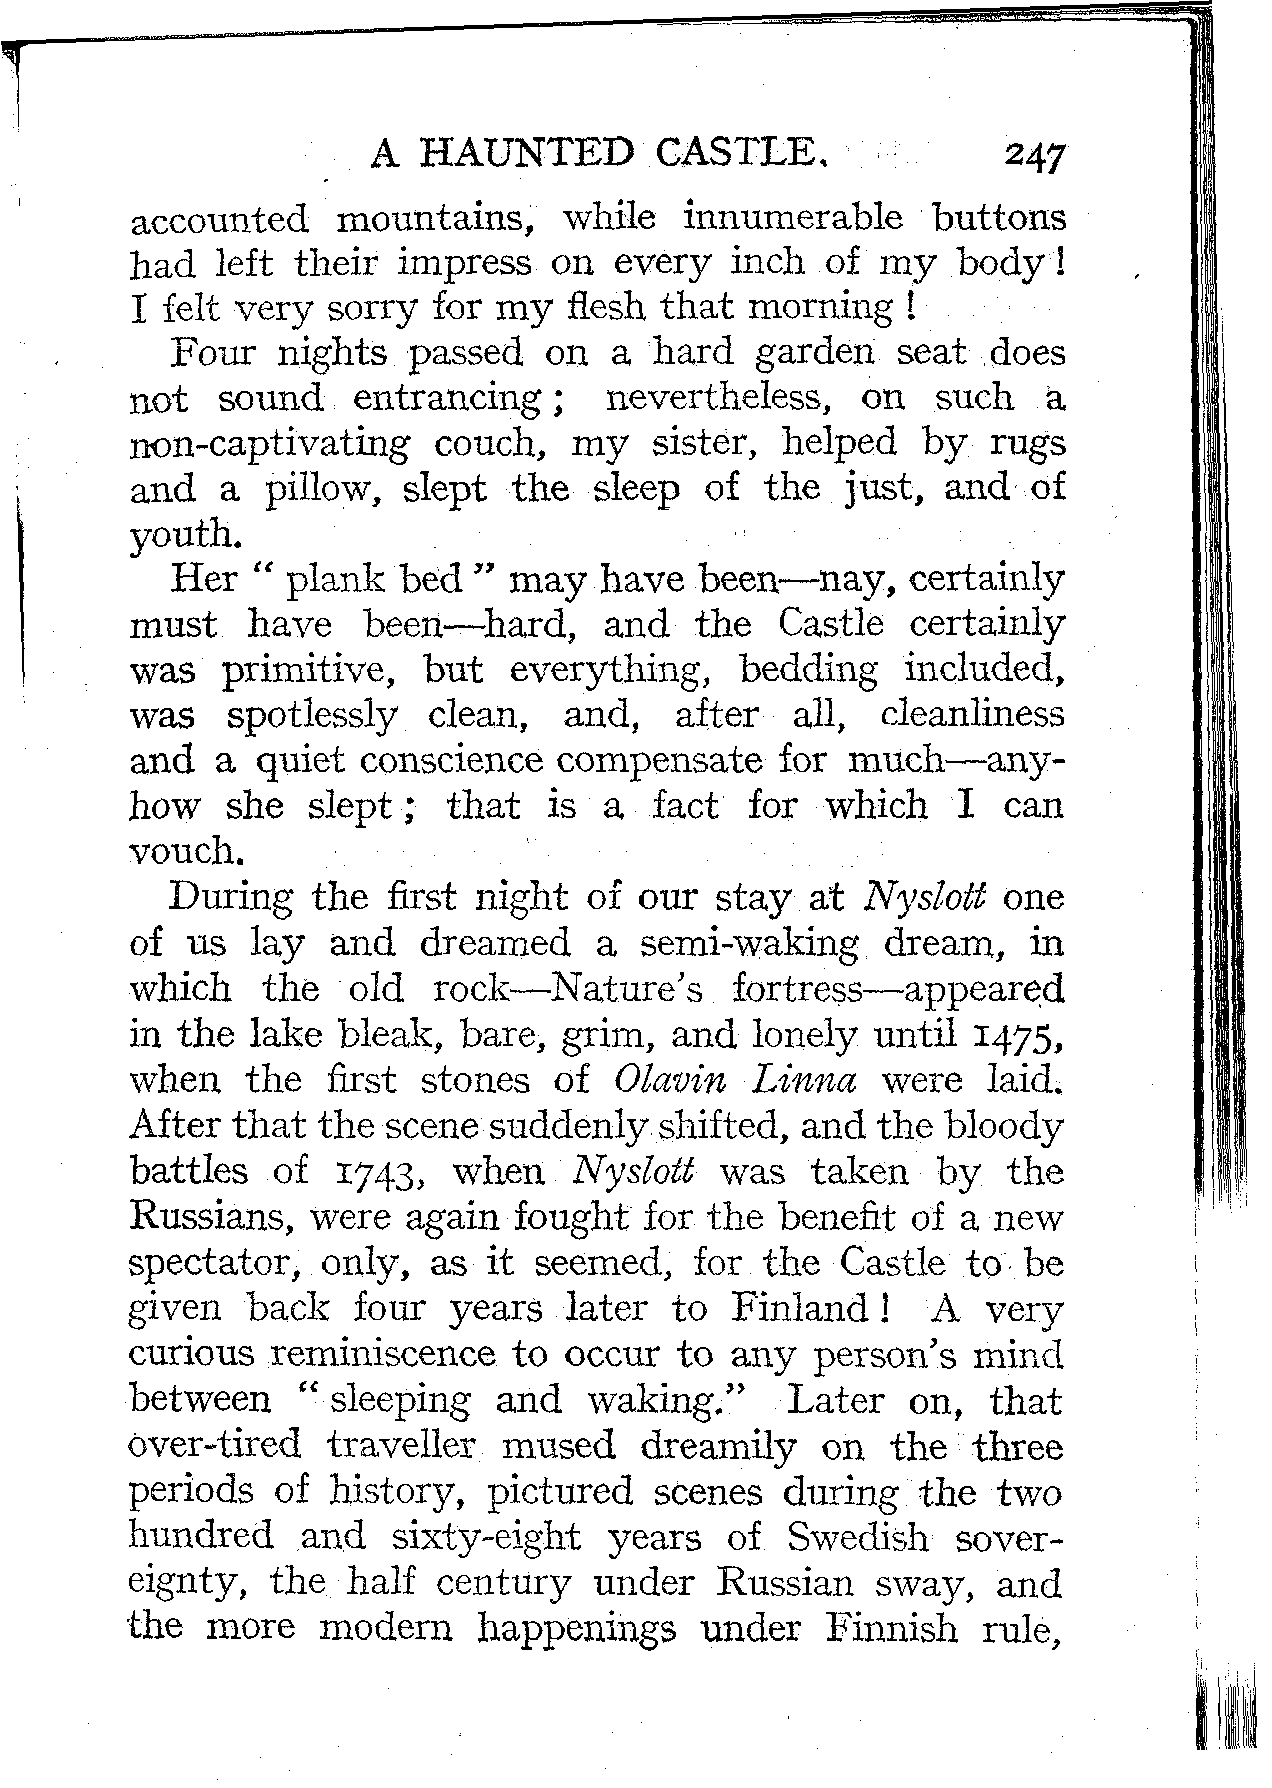 A HAUNTED CASTLE. 247
accounted mountains, while innumerable buttons
had left their impress on every inch of my body !
I felt very sorry for my flesh that morning !
Four nights passed on a hard garden seat does
not sound entrancing ; nevertheless, on such a
non-captivating couch, my sister, helped by rugs
and a pillow, slept the sleep of the just, and of
youth.
Her “ plank bed ” may have been—nay, certainly
must have been—hard, and the Castle certainly
was primitive, but everything, bedding included,
was spotlessly clean, and, after all, cleanliness
and a quiet conscience compensate for much—any-
how she slept ; that is a fact for which I can
vouch.
During the first night of our stay at Nyslott one
of us lay and dreamed a semi-waking dream, in
which the old rock—Nature’s fortress—appeared
in the lake bleak, bare, grim, and lonely until 1475,
when the first stones of Olavin Linna were laid.
After that the scene suddenly shifted, and the bloody
battles of 1743, when Nyslott was taken by the
Russians, were again fought for the benefit of a new
spectator, only, as it seemed, for the Castle to be
given back four years later to Finland ! A very
curious reminiscence to occur to any person’s mind
between “ sleeping and waking.” Later on, that
over-tired traveller mused dreamily on the three
periods of history, pictured scenes during the two
hundred and sixty-eight years of Swedish sover-
eignty, the half century under Russian sway, and
the more modern happenings under Finnish rule,